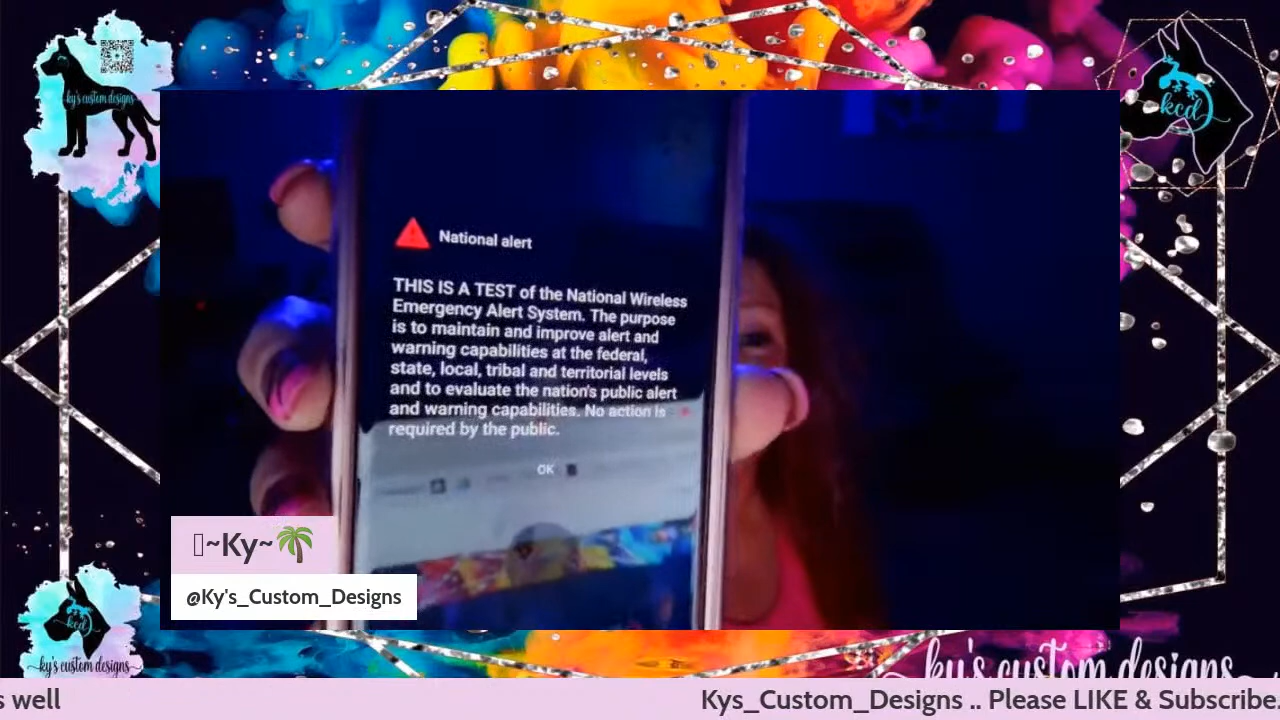 ky's custom designs
kcd
National alert
THIS IS A TEST of the National Wireless
Emergency Alert System. The purpose
is to maintain and improve alert and
warning capabilities at the federal,
state, local, tribal and territorial levels
and to evaluate the nation's public alert
and warning capabilities. No action is
required by the public.
OK
~Ky~🌴
@Ky's_Custom_Designs
kcd
ky's custom designs
ky's custom designs
s well
Kys_Custom_Designs .. Please LIKE & Subscribe.